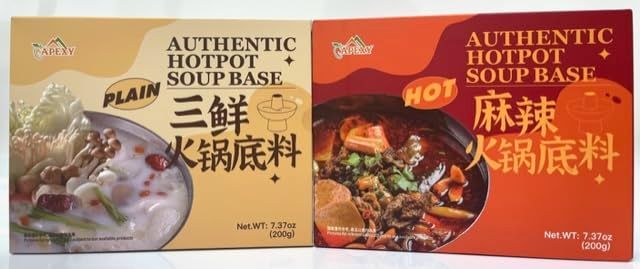 APEXY
AUTHENTIC
HOTPOT
SOUP BASE
PLAIN
三鲜
火锅底料
Net.WT: 7.37oz
(200g)
APEXY
AUTHENTIC
HOTPOT
SOUP BASE
HOT
麻辣
火锅底料
Net.WT: 7.37oz
(200g)